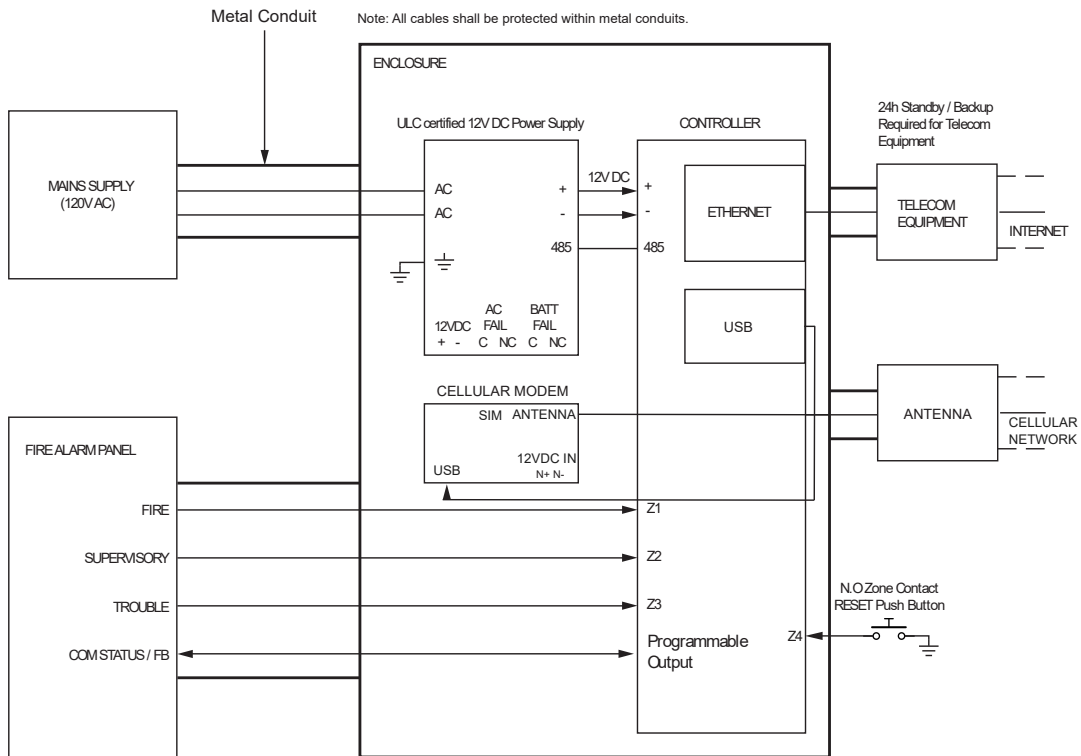 Metal Conduit
Note: All cables shall be protected within metal conduits.
ENCLOSURE
MAINS SUPPLY
(120V AC)
ULC certified 12V DC Power Supply
AC
AC
+
-
485
12VDC
+ -
AC
FAIL
C NC
BATT
FAIL
C NC
12V DC
CONTROLLER
+
-
485
ETHERNET
USB
24h Standby / Backup
Required for Telecom
Equipment
TELECOM
EQUIPMENT
INTERNET
CELLULAR MODEM
SIM ANTENNA
12VDC IN
N+ N-
USB
ANTENNA
CELLULAR
NETWORK
FIRE ALARM PANEL
FIRE
SUPERVISORY
TROUBLE
COM STATUS / FB
Z1
Z2
Z3
Z4
Programmable
Output
N.O Zone Contact
RESET Push Button